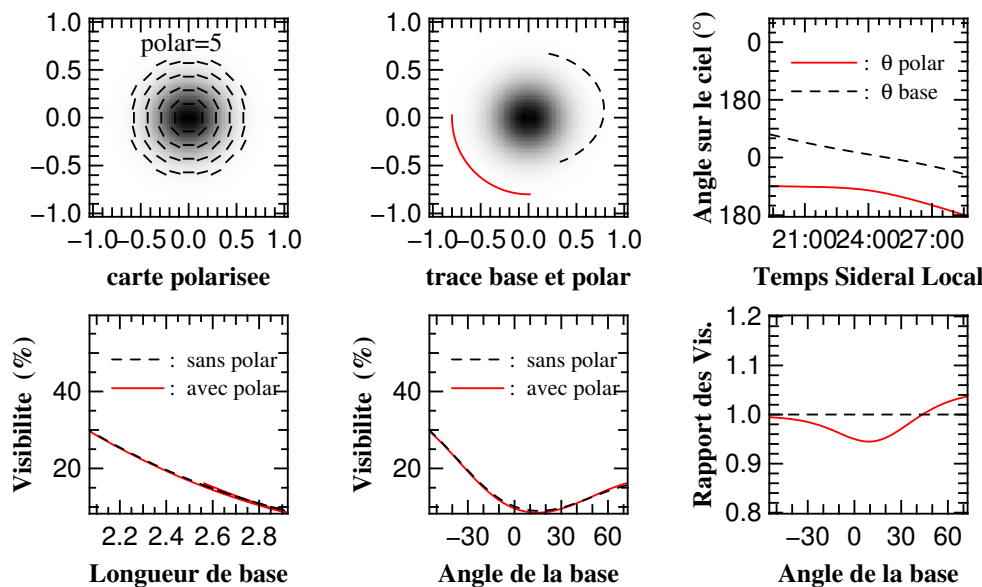 1.0
0.5
0.0
−0.5
−1.0
polar=5
−1.0
−0.5
0.0
0.5
1.0
carte polarisee
1.0
0.5
0.0
−0.5
−1.0
−1.0
−0.5
0.0
0.5
1.0
trace base et polar
Angle sur le ciel (°)
0
180
0
180
: θ polar
: θ base
21:00
24:00
27:00
Temps Sideral Local
Visibilite (%)
40
20
: sans polar
: avec polar
2.2
2.4
2.6
2.8
Longueur de base
Visibilite (%)
40
20
: sans polar
: avec polar
−30
0
30
60
Angle de la base
Rapport des Vis.
1.2
1.1
1.0
0.9
0.8
−30
0
30
60
Angle de la base